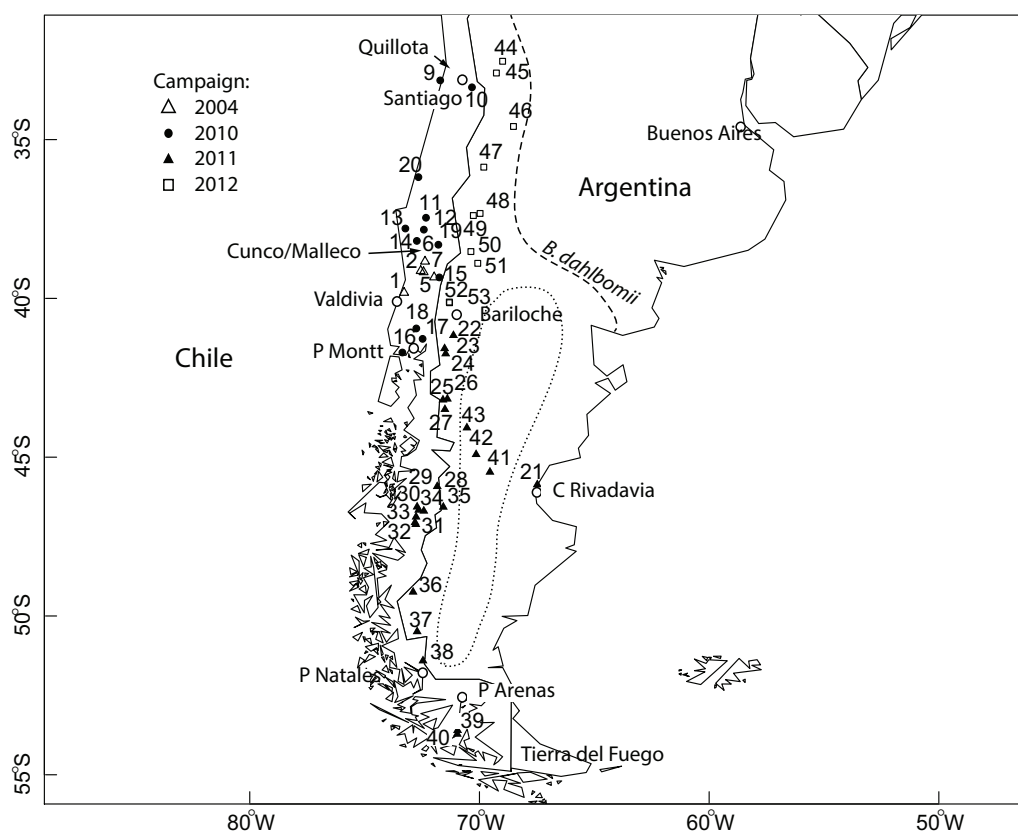 Quillota
44
9
45
Campaign:
Santiago
10
2004
46
2010
Buenos Aires
35°S
2011
47
2012
20
Argentina
11
48
13
12
14
19
49
Cunco/Malleco
6
50
2
7
51
B. dahlbomii
5
15
1
52
53
40°S
Valdivia
18
Bariloche
17
22
16
23
P Montt
Chile
24
26
25
43
27
42
41
45°S
29
28
21
30
34
35
C Rivadavia
33
32
31
36
50°S
37
38
P Natales
P Arenas
39
40
Tierra del Fuego
55°S
80°W
70°W
60°W
50°W